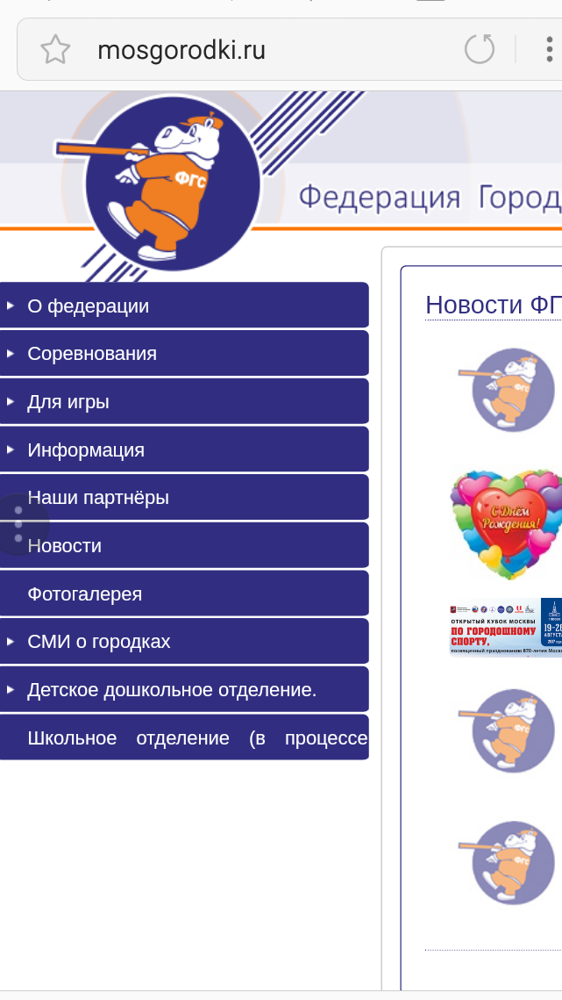 mosgorodki.ru
ФГС
Федерация Город
О федерации
Соревнования
Для игры
Информация
Наши партнёры
Новости
Фотогалерея
СМИ о городках
Детское дошкольное отделение.
Школьное отделение (в процессе
Новости ФГ
ФГС
С Днём
Рождения!
ОТКРЫТЫЙ КУБОК МОСКВЫ
ПО ГОРОДОШНОМУ
СПОРТУ,
посвященный празднованию 870-летия Моск
19-2
АВГУСТА
2017 года
ФГС
ФГС